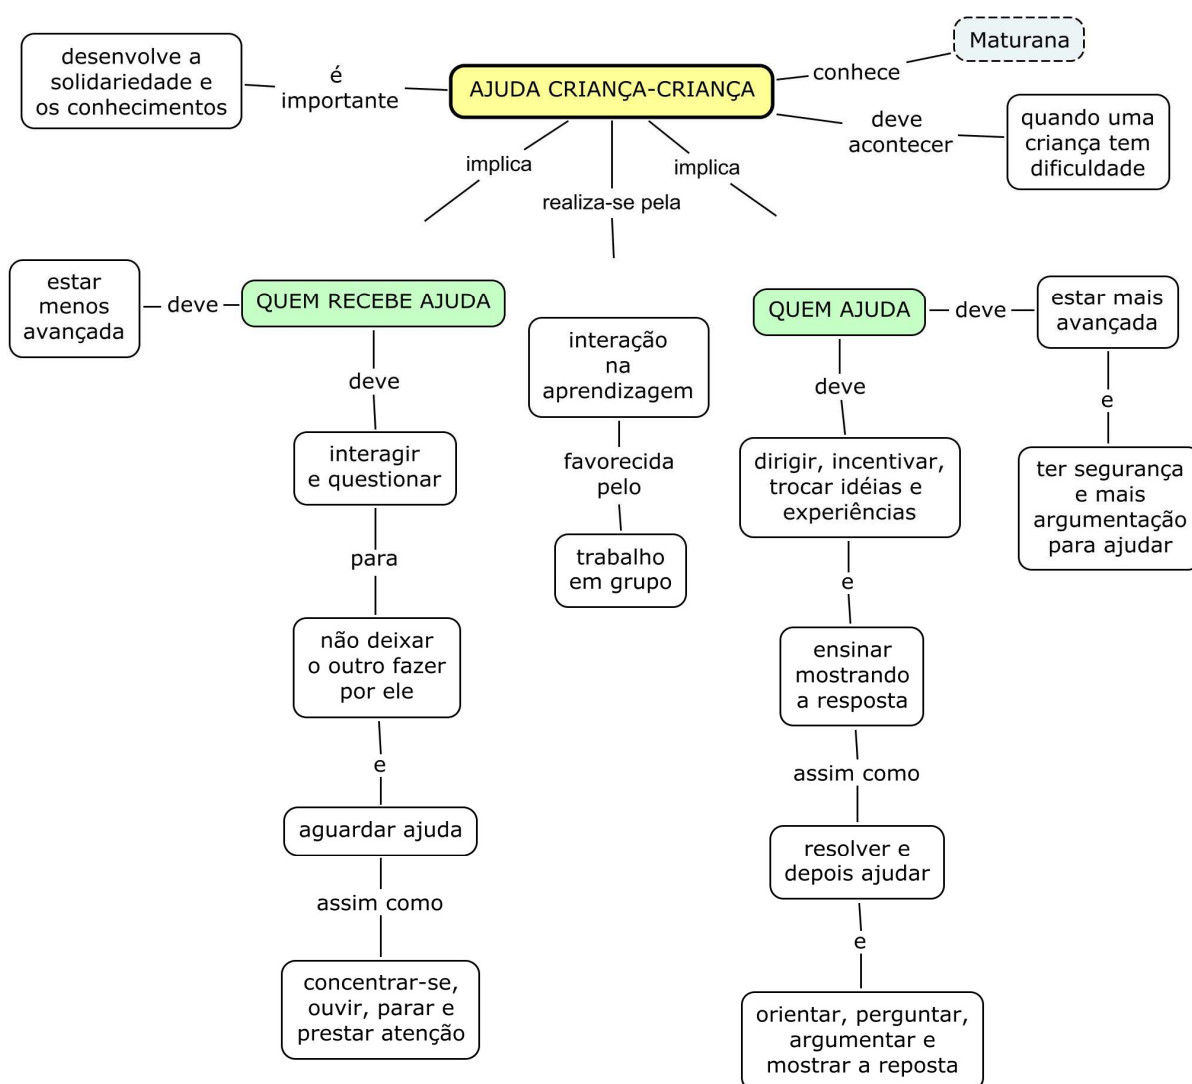 desenvolve a
solidariedade e
os conhecimentos
é
importante
AJUDA CRIANÇA-CRIANÇA
conhece
Maturana
deve
acontecer
quando uma
criança tem
dificuldade
implica
realiza-se pela
implica
estar
menos
avançada
deve
QUEM RECEBE AJUDA
deve
interagir
e questionar
para
não deixar
o outro fazer
por ele
e
aguardar ajuda
assim como
concentrar-se,
ouvir, parar e
prestar atenção
interação
na
aprendizagem
favorecida
pelo
trabalho
em grupo
QUEM AJUDA
deve
estar mais
avançada
e
ter segurança
e mais
argumentação
para ajudar
deve
dirigir, incentivar,
trocar idéias e
experiências
e
ensinar
mostrando
a resposta
assim como
resolver e
depois ajudar
e
orientar, perguntar,
argumentar e
mostrar a reposta